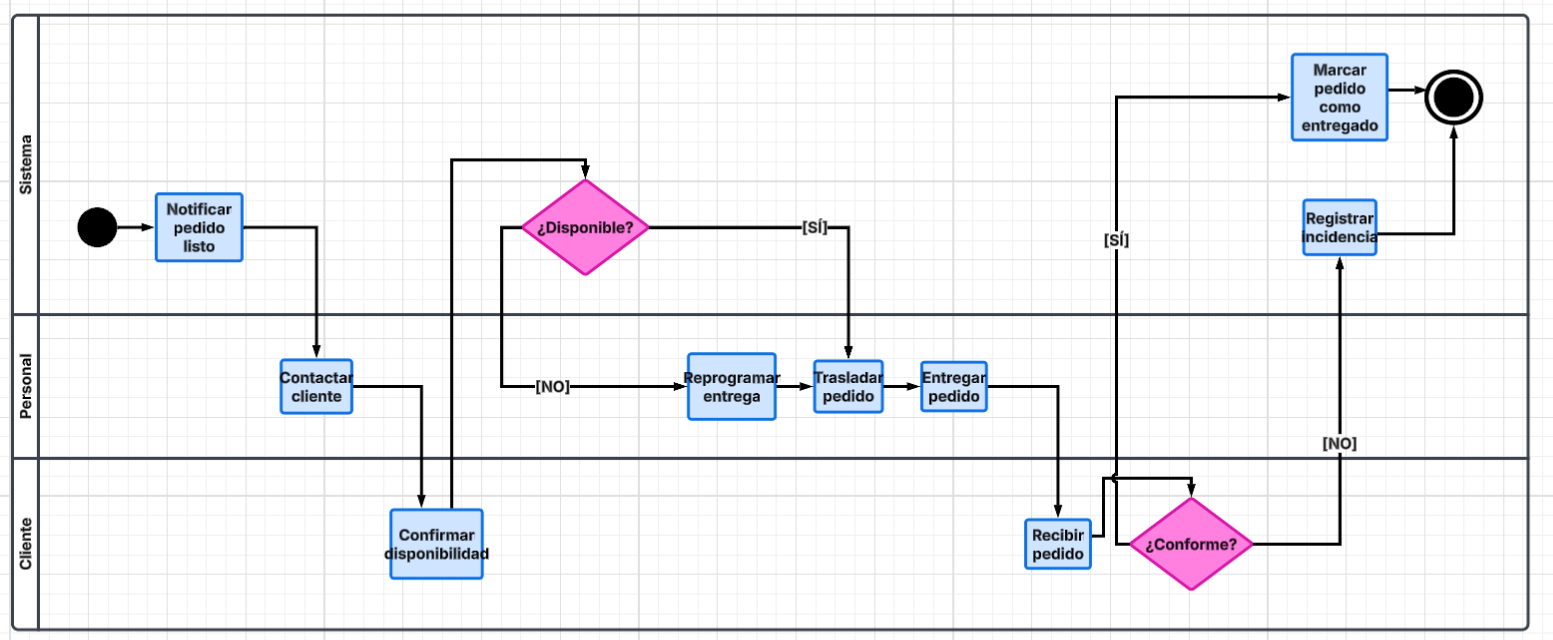 Sistema
Notificar
pedido
listo
¿Disponible?
[SÍ]
[SÍ]
Marcar
pedido
como
entregado
Registrar
incidencia
Personal
Contactar
cliente
[NO]
Reprogramar
entrega
Trasladar
pedido
Entregar
pedido
[NO]
Cliente
Confirmar
disponibilidad
Recibir
pedido
¿Conforme?